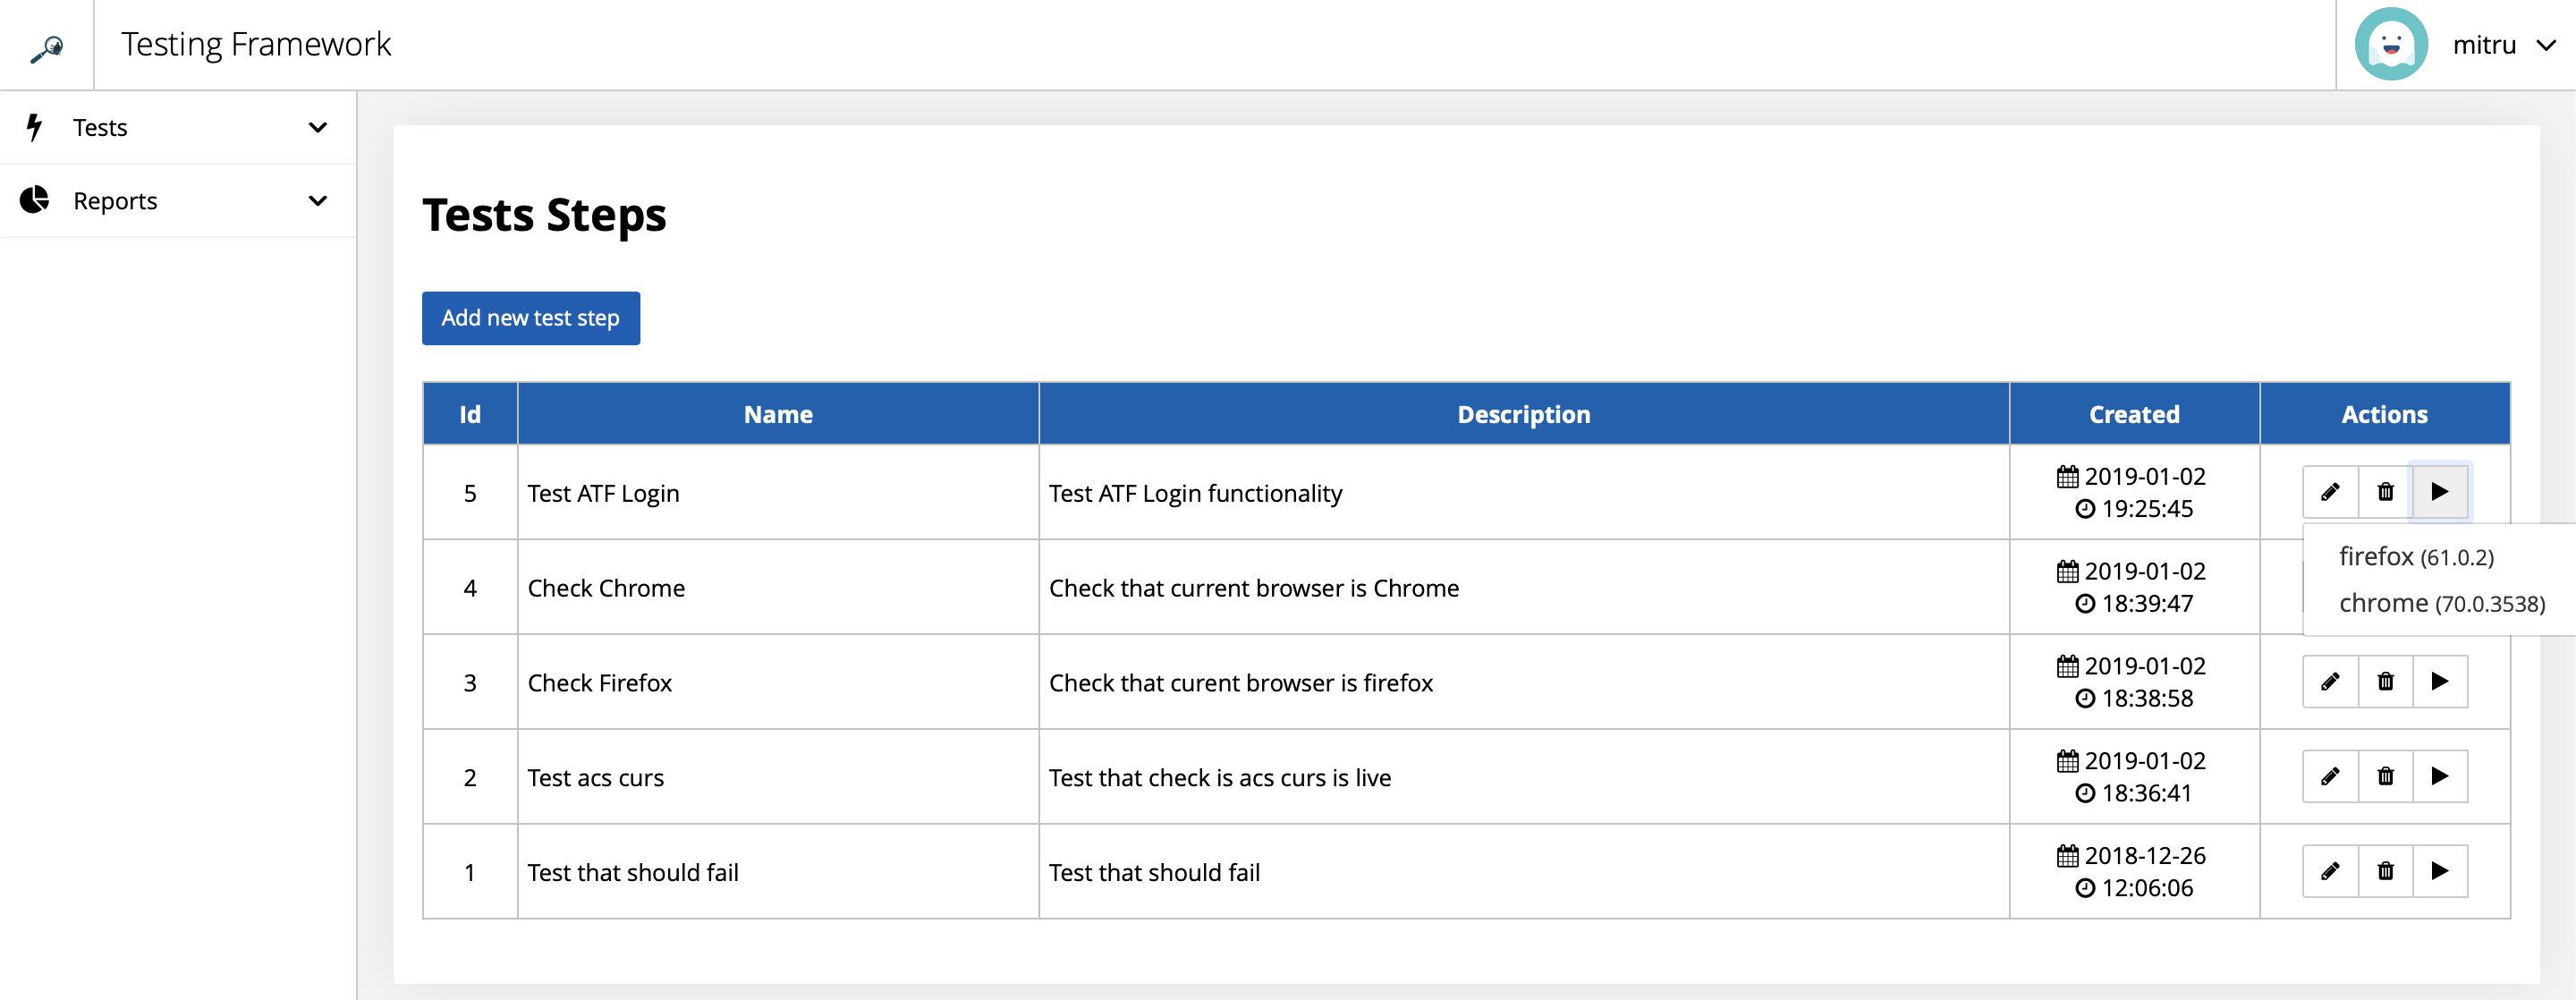 Testing Framework
mitru
Tests
Reports
Tests Steps
Add new test step
Id Name Description Created Actions
5 Test ATF Login Test ATF Login functionality 2019-01-02
19:25:45
firefox (61.0.2)
chrome (70.0.3538)
4 Check Chrome Check that current browser is Chrome 2019-01-02
18:39:47
3 Check Firefox Check that curent browser is firefox 2019-01-02
18:38:58
2 Test acs curs Test that check is acs curs is live 2019-01-02
18:36:41
1 Test that should fail Test that should fail 2018-12-26
12:06:06